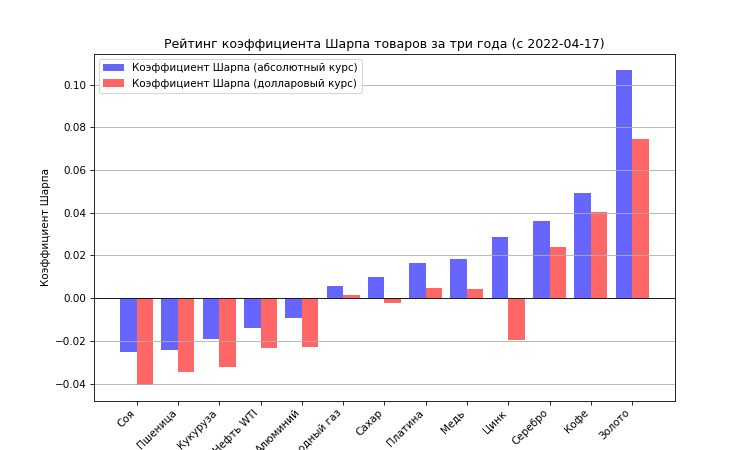 Рейтинг коэффициента Шарпа товаров за три года (с 2022-04-17)
Коэффициент Шарпа (абсолютный курс)
Коэффициент Шарпа (долларовый курс)
Коэффициент Шарпа
0.10
0.08
0.06
0.04
0.02
0.00
−0.02
−0.04
Соя
Пшеница
Кукуруза
Нефть WTI
Алюминий
газ
Сахар
Платина
Медь
Цинк
Серебро
Кофе
Золото